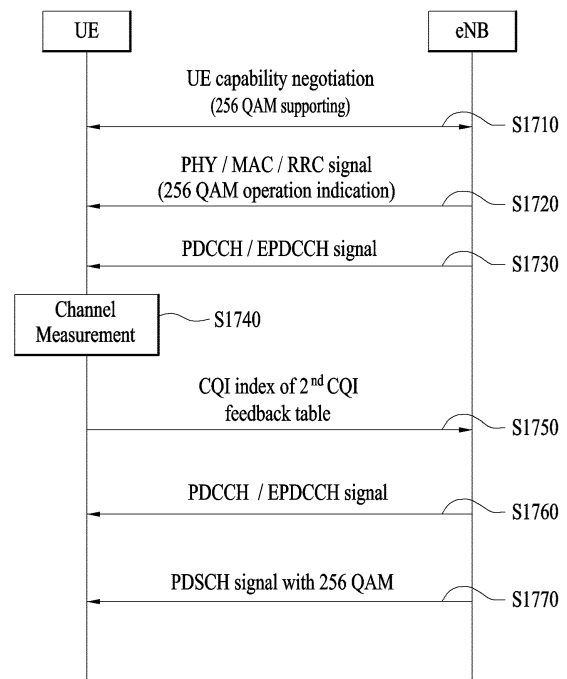 UE
eNB
UE capability negotiation
(256 QAM supporting)
S1710
PHY / MAC / RRC signal
(256 QAM operation indication)
S1720
PDCCH / EPDCCH signal
S1730
Channel
Measurement
S1740
CQI index of 2nd CQI
feedback table
S1750
PDCCH / EPDCCH signal
S1760
PDSCH signal with 256 QAM
S1770